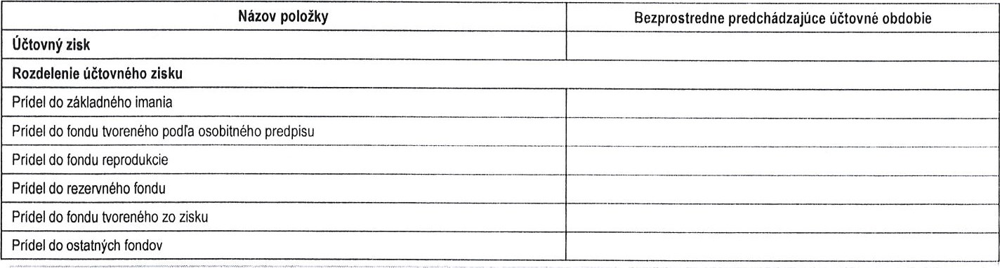 Názov položky Bezprostredne predchádzajúce účtovné obdobie
Účtovný zisk
Rozdelenie účtovného zisku
Prídel do základného imania
Prídel do fondu tvoreného podľa osobitného predpisu
Prídel do fondu reprodukcie
Prídel do rezervného fondu
Prídel do fondu tvoreného zo zisku
Prídel do ostatných fondov